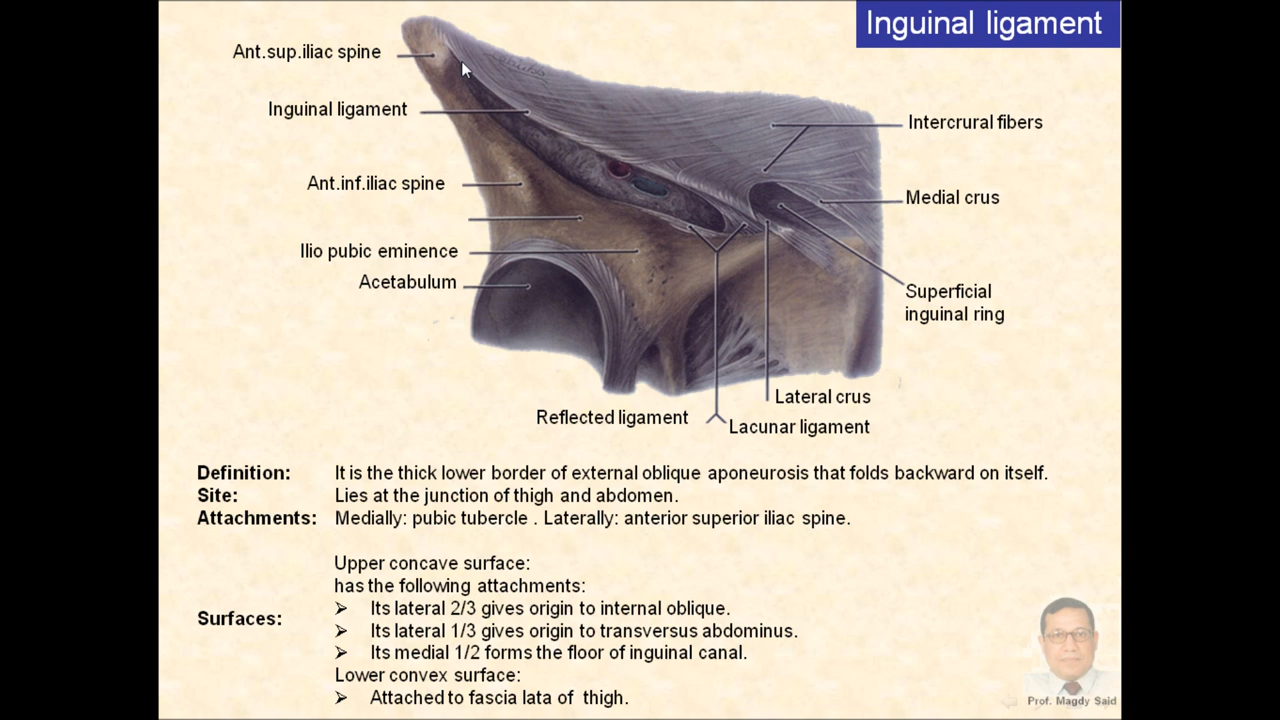 Inguinal ligament
Ant.sup.iliac spine
Inguinal ligament
Intercrural fibers
Ant.inf.iliac spine
Medial crus
Ilio pubic eminence
Acetabulum
Superficial
inguinal ring
Lateral crus
Reflected ligament
Lacunar ligament
Definition: It is the thick lower border of external oblique aponeurosis that folds backward on itself.
Site: Lies at the junction of thigh and abdomen.
Attachments: Medially: pubic tubercle . Laterally: anterior superior iliac spine.
Upper concave surface:
has the following attachments:
➢ Its lateral 2/3 gives origin to internal oblique.
Surfaces:
➢ Its lateral 1/3 gives origin to transversus abdominus.
➢ Its medial 1/2 forms the floor of inguinal canal.
Lower convex surface:
➢ Attached to fascia lata of thigh.
Prof. Magdy Said